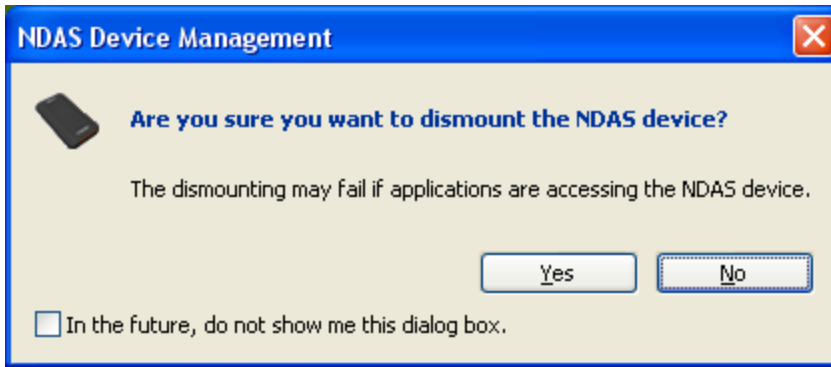 NDAS Device Management
Are you sure you want to dismount the NDAS device?
The dismounting may fail if applications are accessing the NDAS device.
Yes No
In the future, do not show me this dialog box.